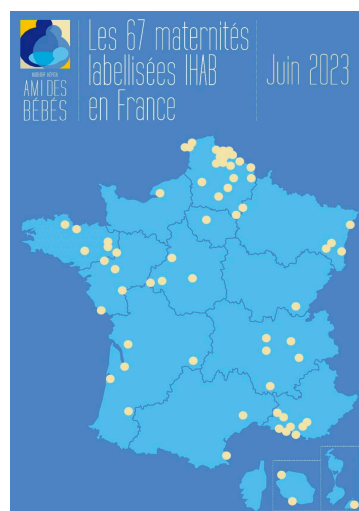 Les 67 maternités
labellisées IHAB
en France
Juin 2023
AMI DES
BÉBÉS